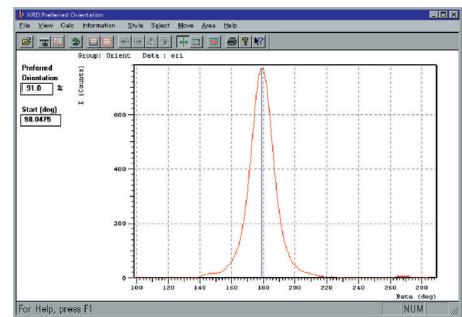 XRD Preferred Orientation
File View Calc Information Style Select Move Area Help
Group: Orient Data : ori
Preferred
Orientation
91.0 %
Start (deg)
98.0475
I (Counts)
600
400
200
0
100 120 140 160 180 200 220 240 260 280
Beta (deg)
For Help, press F1
NUM